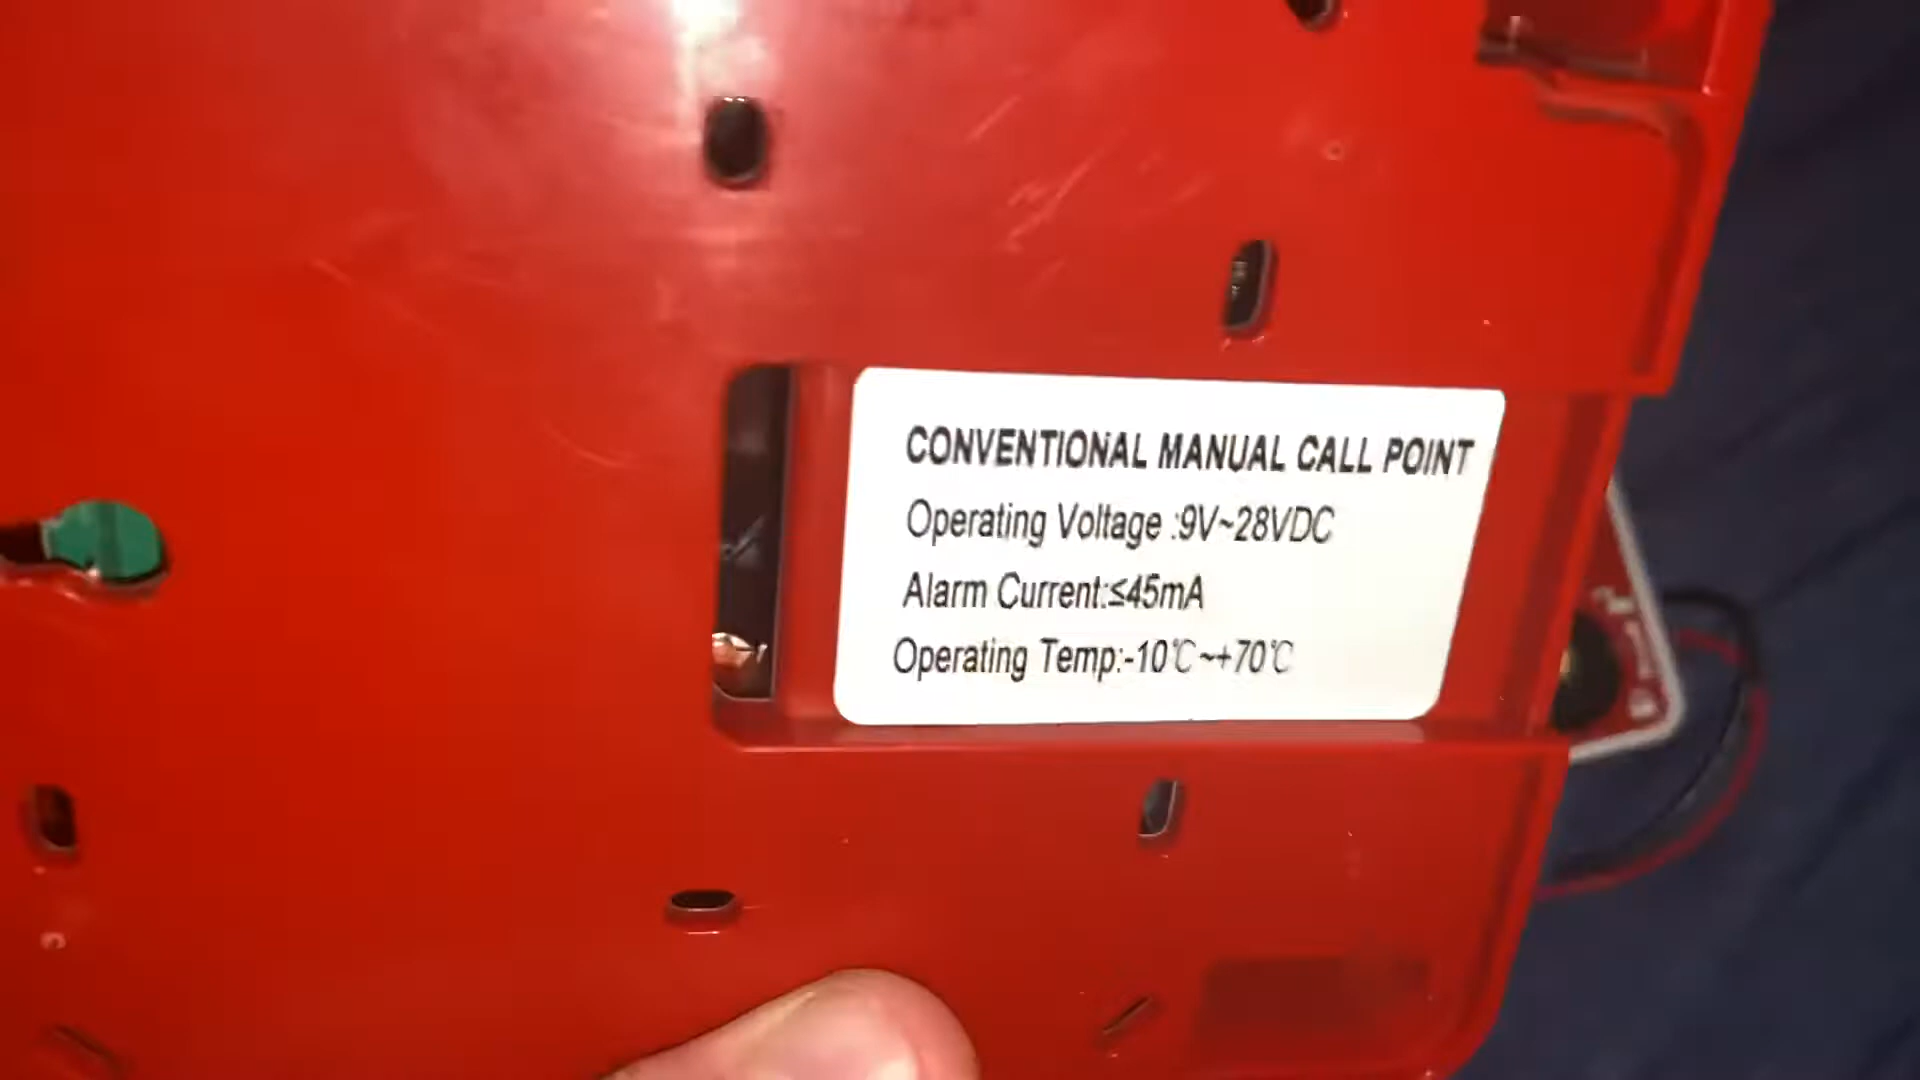 CONVENTIONAL MANUAL CALL POINT
Operating Voltage :9V~28VDC
Alarm Current:≤45mA
Operating Temp:-10℃~+70℃